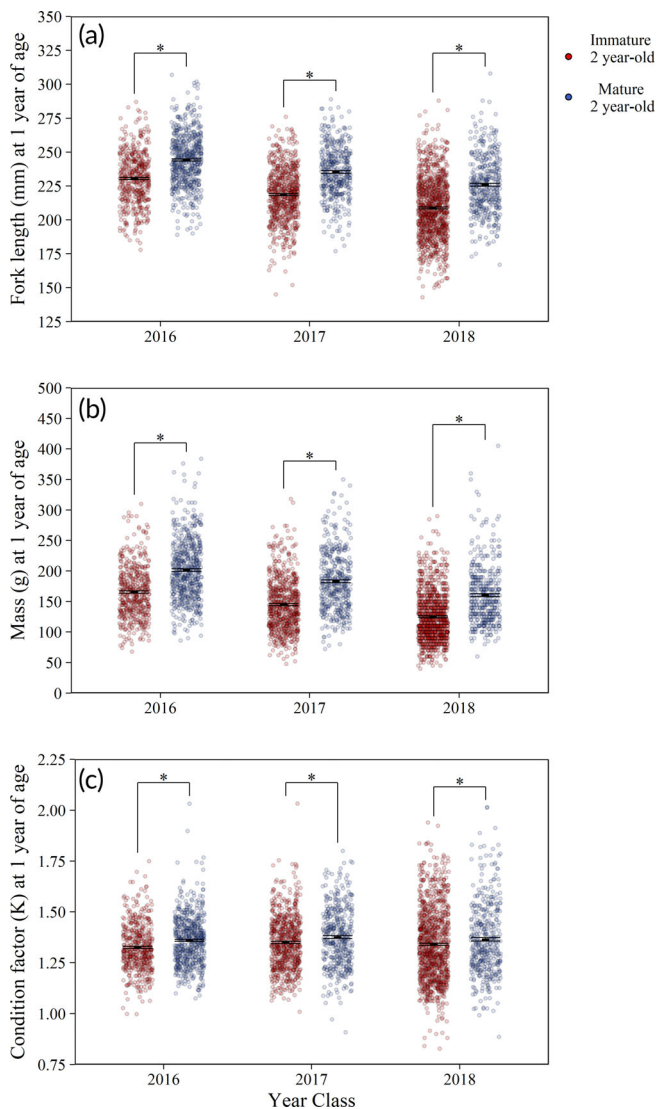 (a)
Immature
2 year-old
Mature
2 year-old
Fork length (mm) at 1 year of age
350
325
300
275
250
225
200
175
150
125
* * *
2016 2017 2018
(b)
Mass (g) at 1 year of age
500
450
400
350
300
250
200
150
100
50
0
* * *
2016 2017 2018
(c)
Condition factor (K) at 1 year of age
2.25
2.00
1.75
1.50
1.25
1.00
0.75
* * *
2016 2017 2018
Year Class